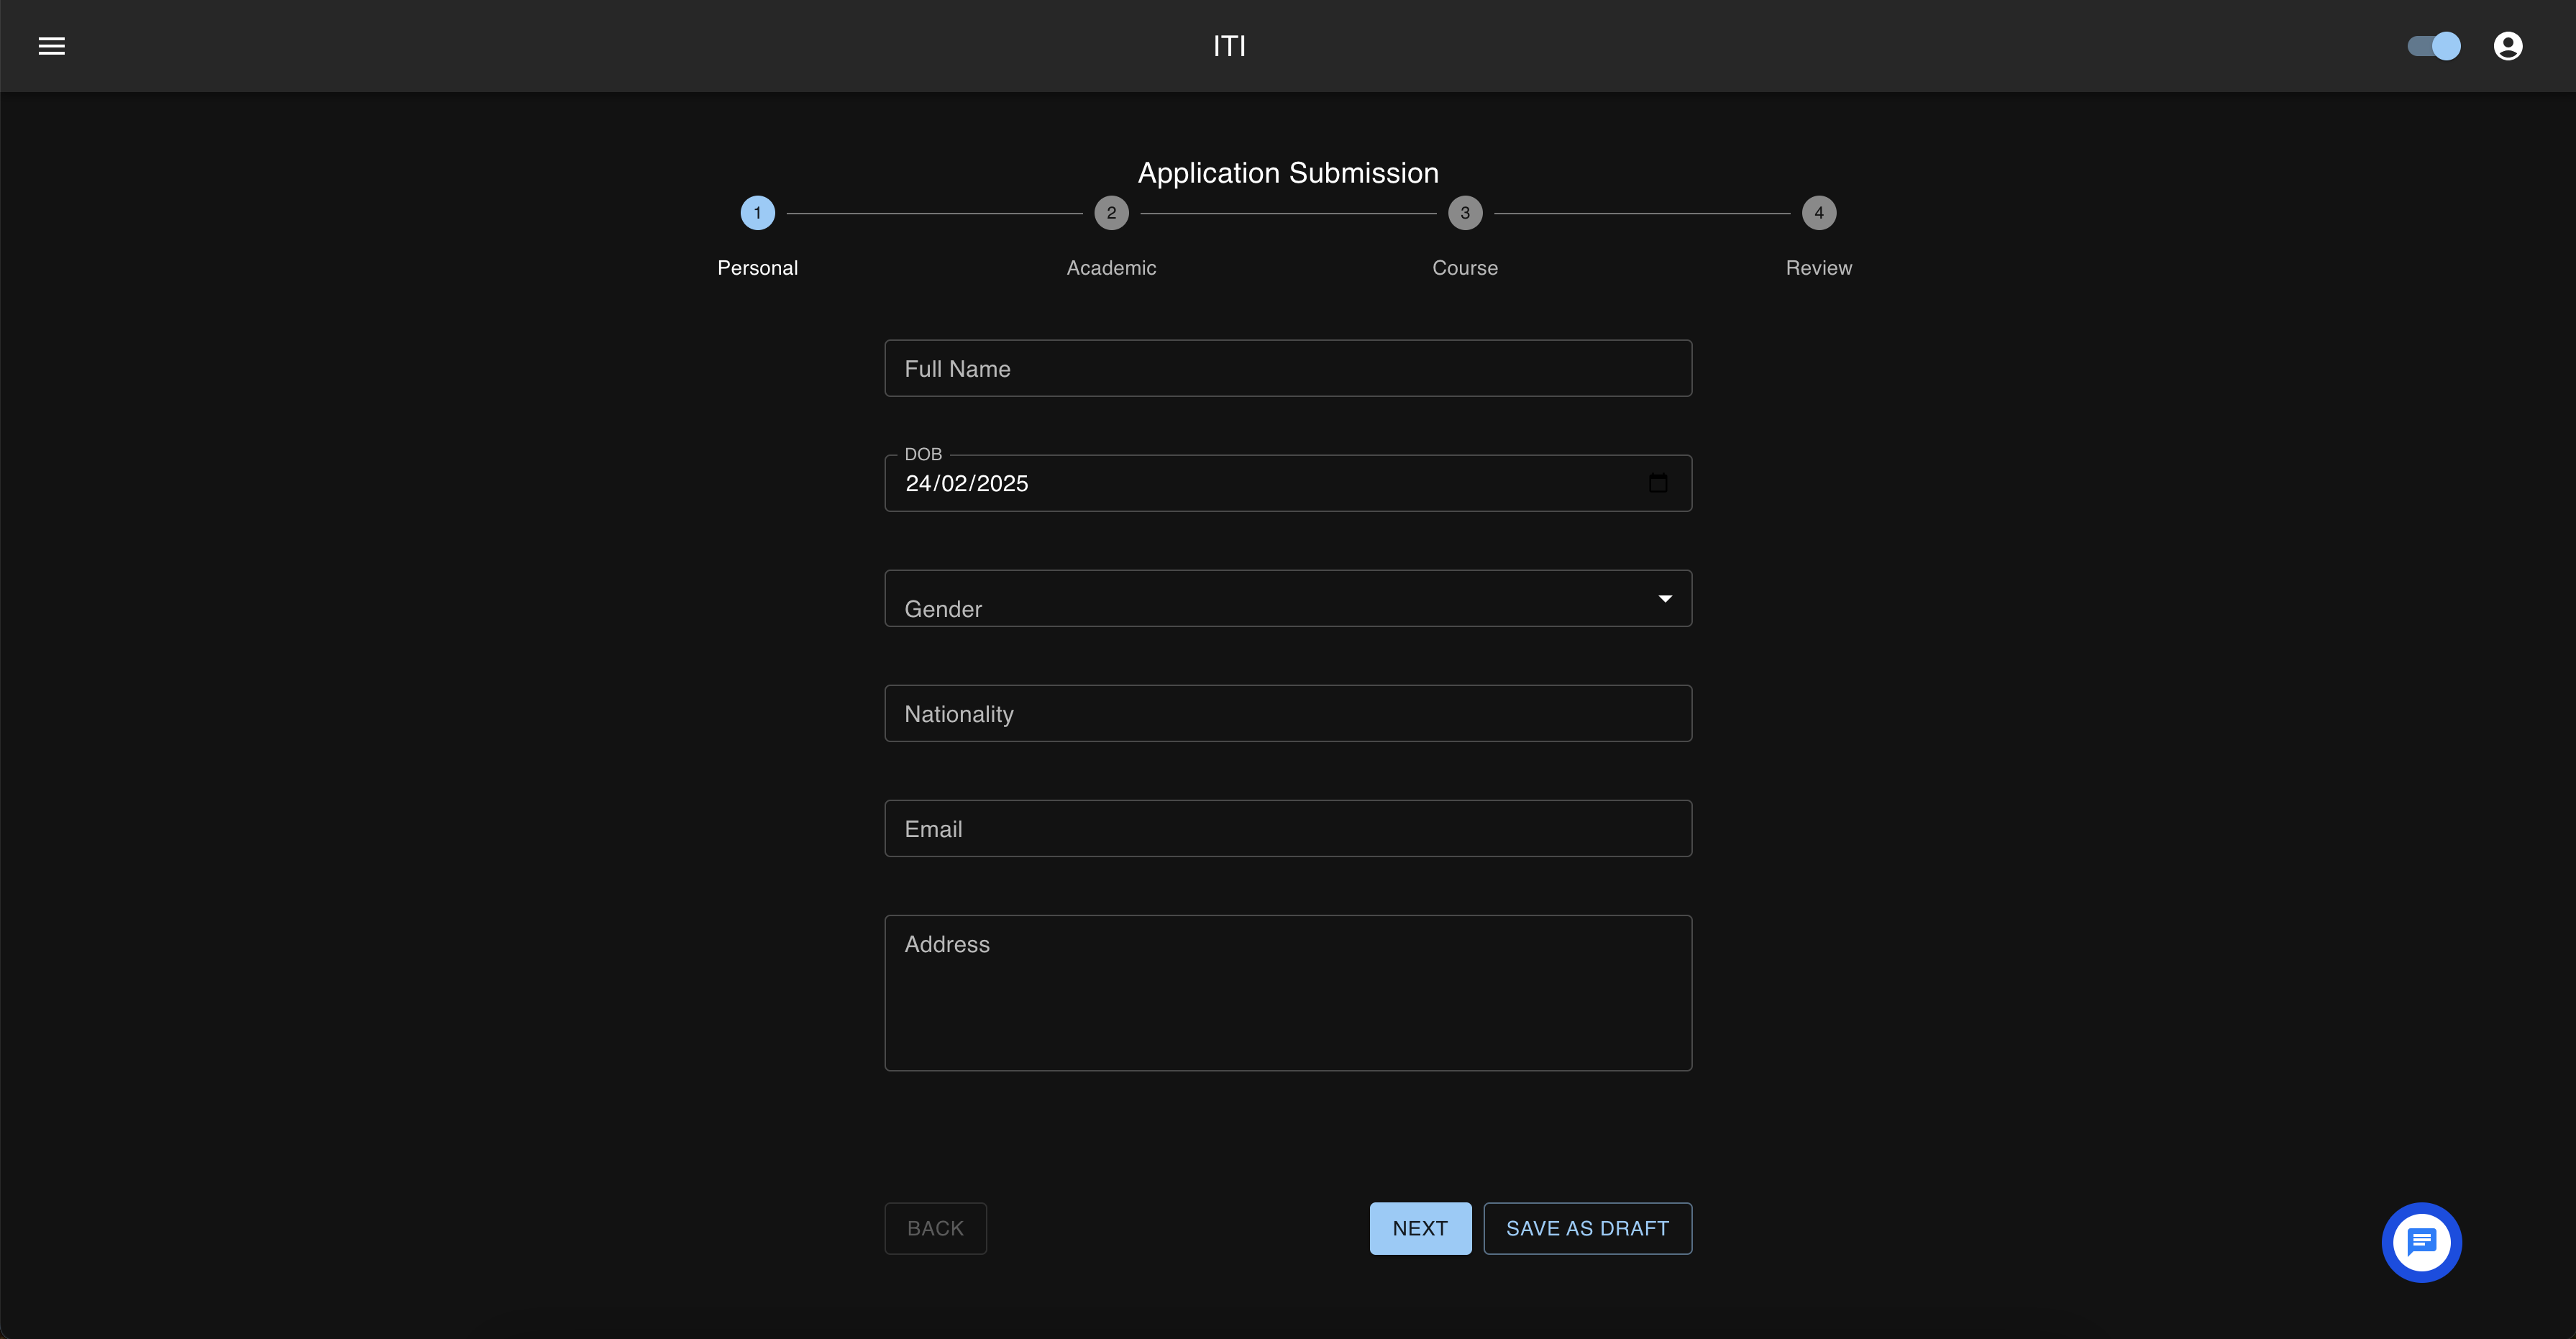 ITI
Application Submission
1 2 3 4
Personal Academic Course Review
Full Name
DOB
24/02/2025
Gender
Nationality
Email
Address
BACK NEXT SAVE AS DRAFT